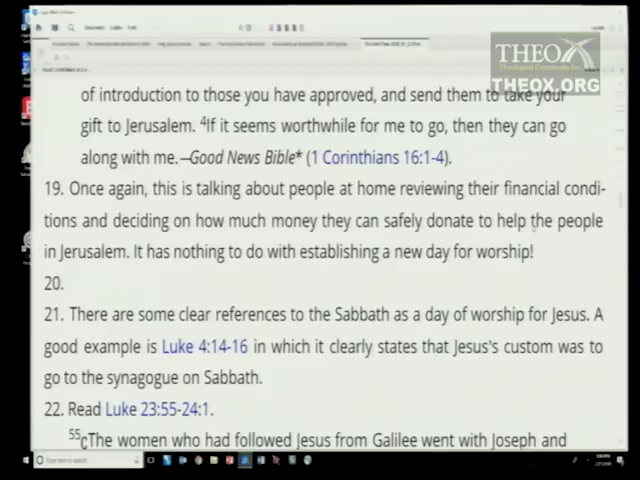 THEOX
THEOX.ORG
of introduction to those you have approved, and send them to take your
gift to Jerusalem. 4If it seems worthwhile for me to go, then they can go
along with me.—Good News Bible* (1 Corinthians 16:1-4).
19. Once again, this is talking about people at home reviewing their financial condi-
tions and deciding on how much money they can safely donate to help the people
in Jerusalem. It has nothing to do with establishing a new day for worship!
20.
21. There are some clear references to the Sabbath as a day of worship for Jesus. A
good example is Luke 4:14-16 in which it clearly states that Jesus's custom was to
go to the synagogue on Sabbath.
22. Read Luke 23:55-24:1.
55cThe women who had followed Jesus from Galilee went with Joseph and